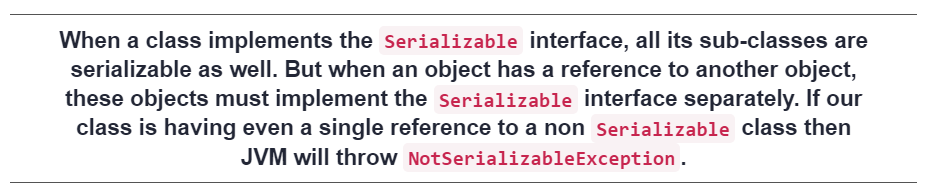 When a class implements the Serializable interface, all its sub-classes are
serializable as well. But when an object has a reference to another object,
these objects must implement the Serializable interface separately. If our
class is having even a single reference to a non Serializable class then
JVM will throw NotSerializableException.